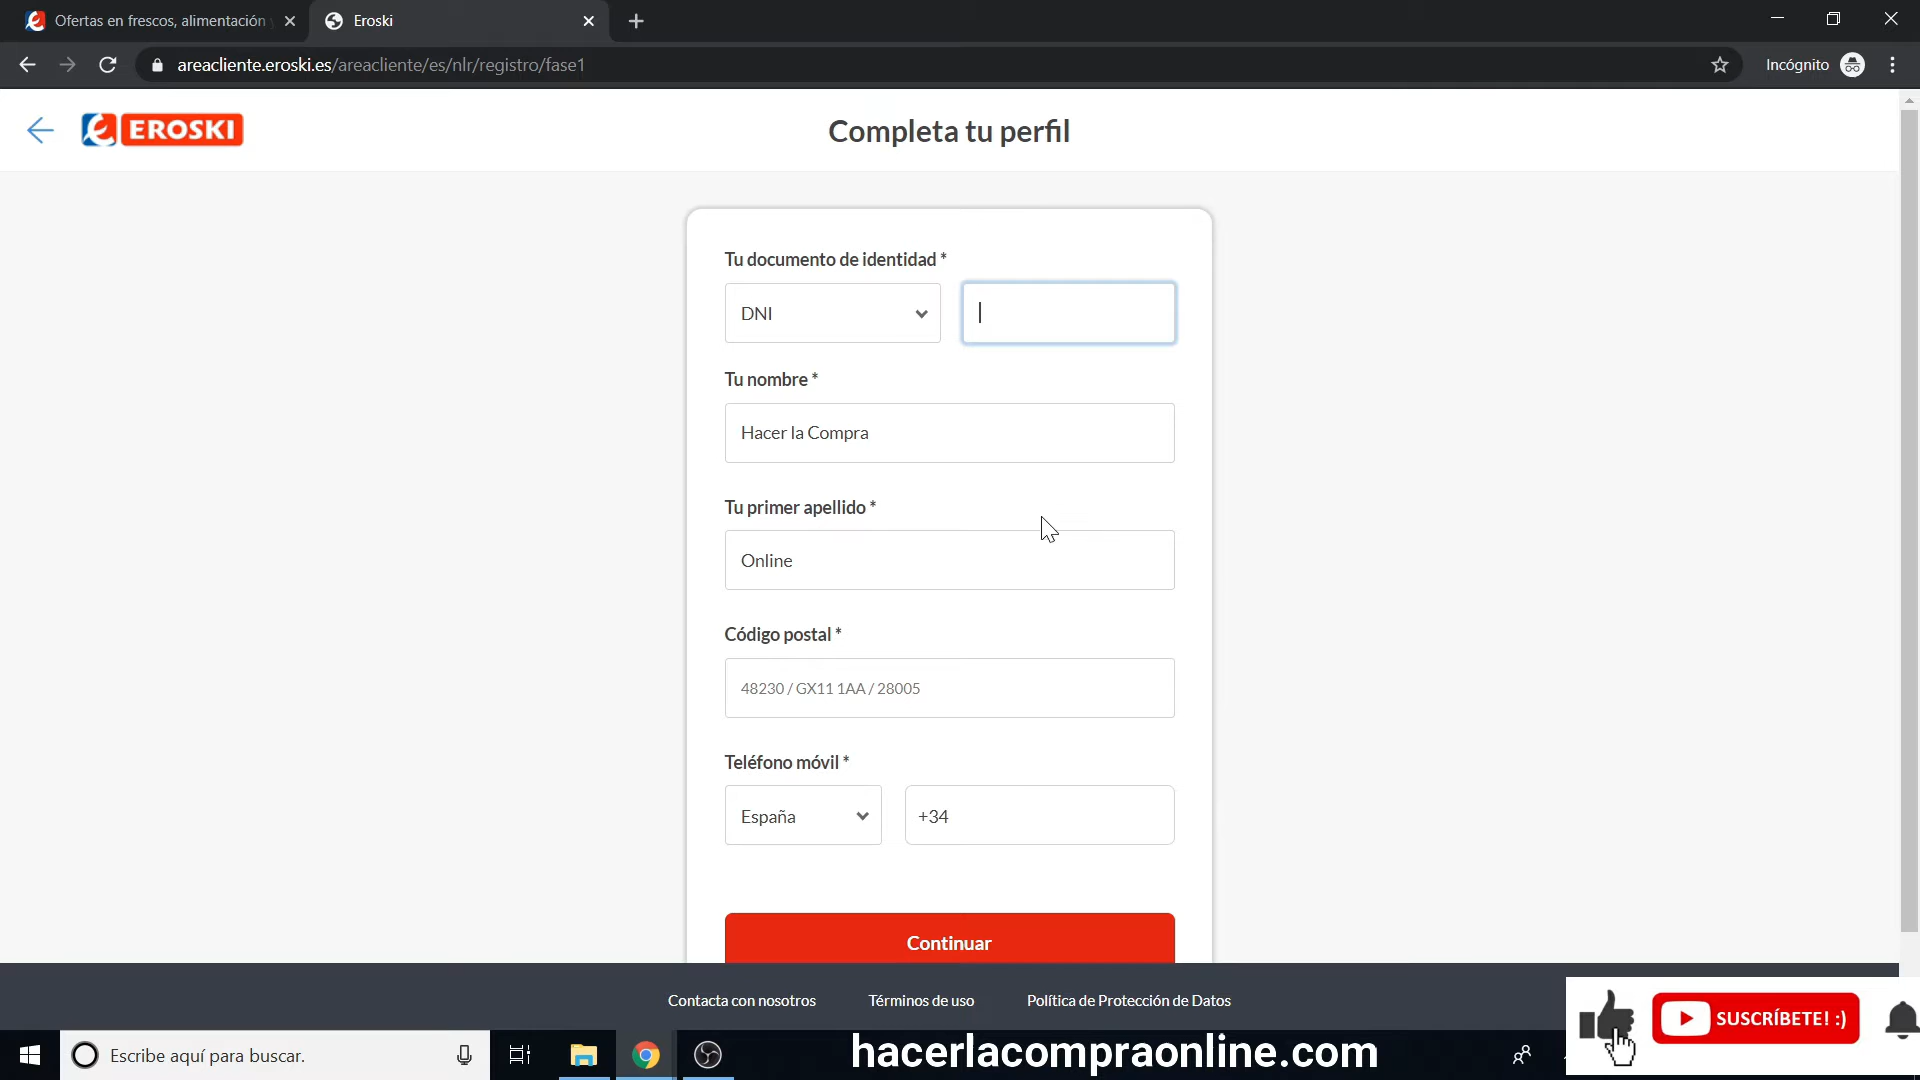 Ofertas en frescos, alimentación
Eroski
areacliente.eroski.es/areacliente/es/nlr/registro/fase1
Incógnito
EROSKI
Completa tu perfil
Tu documento de identidad *
DNI
Tu nombre *
Hacer la Compra
Tu primer apellido *
Online
Código postal *
48230 / GX11 1AA / 28005
Teléfono móvil *
España
+34
Continuar
Contacta con nosotros
Términos de uso
Política de Protección de Datos
SUSCRÍBETE! :)
Escribe aquí para buscar.
hacerlacompraonline.com